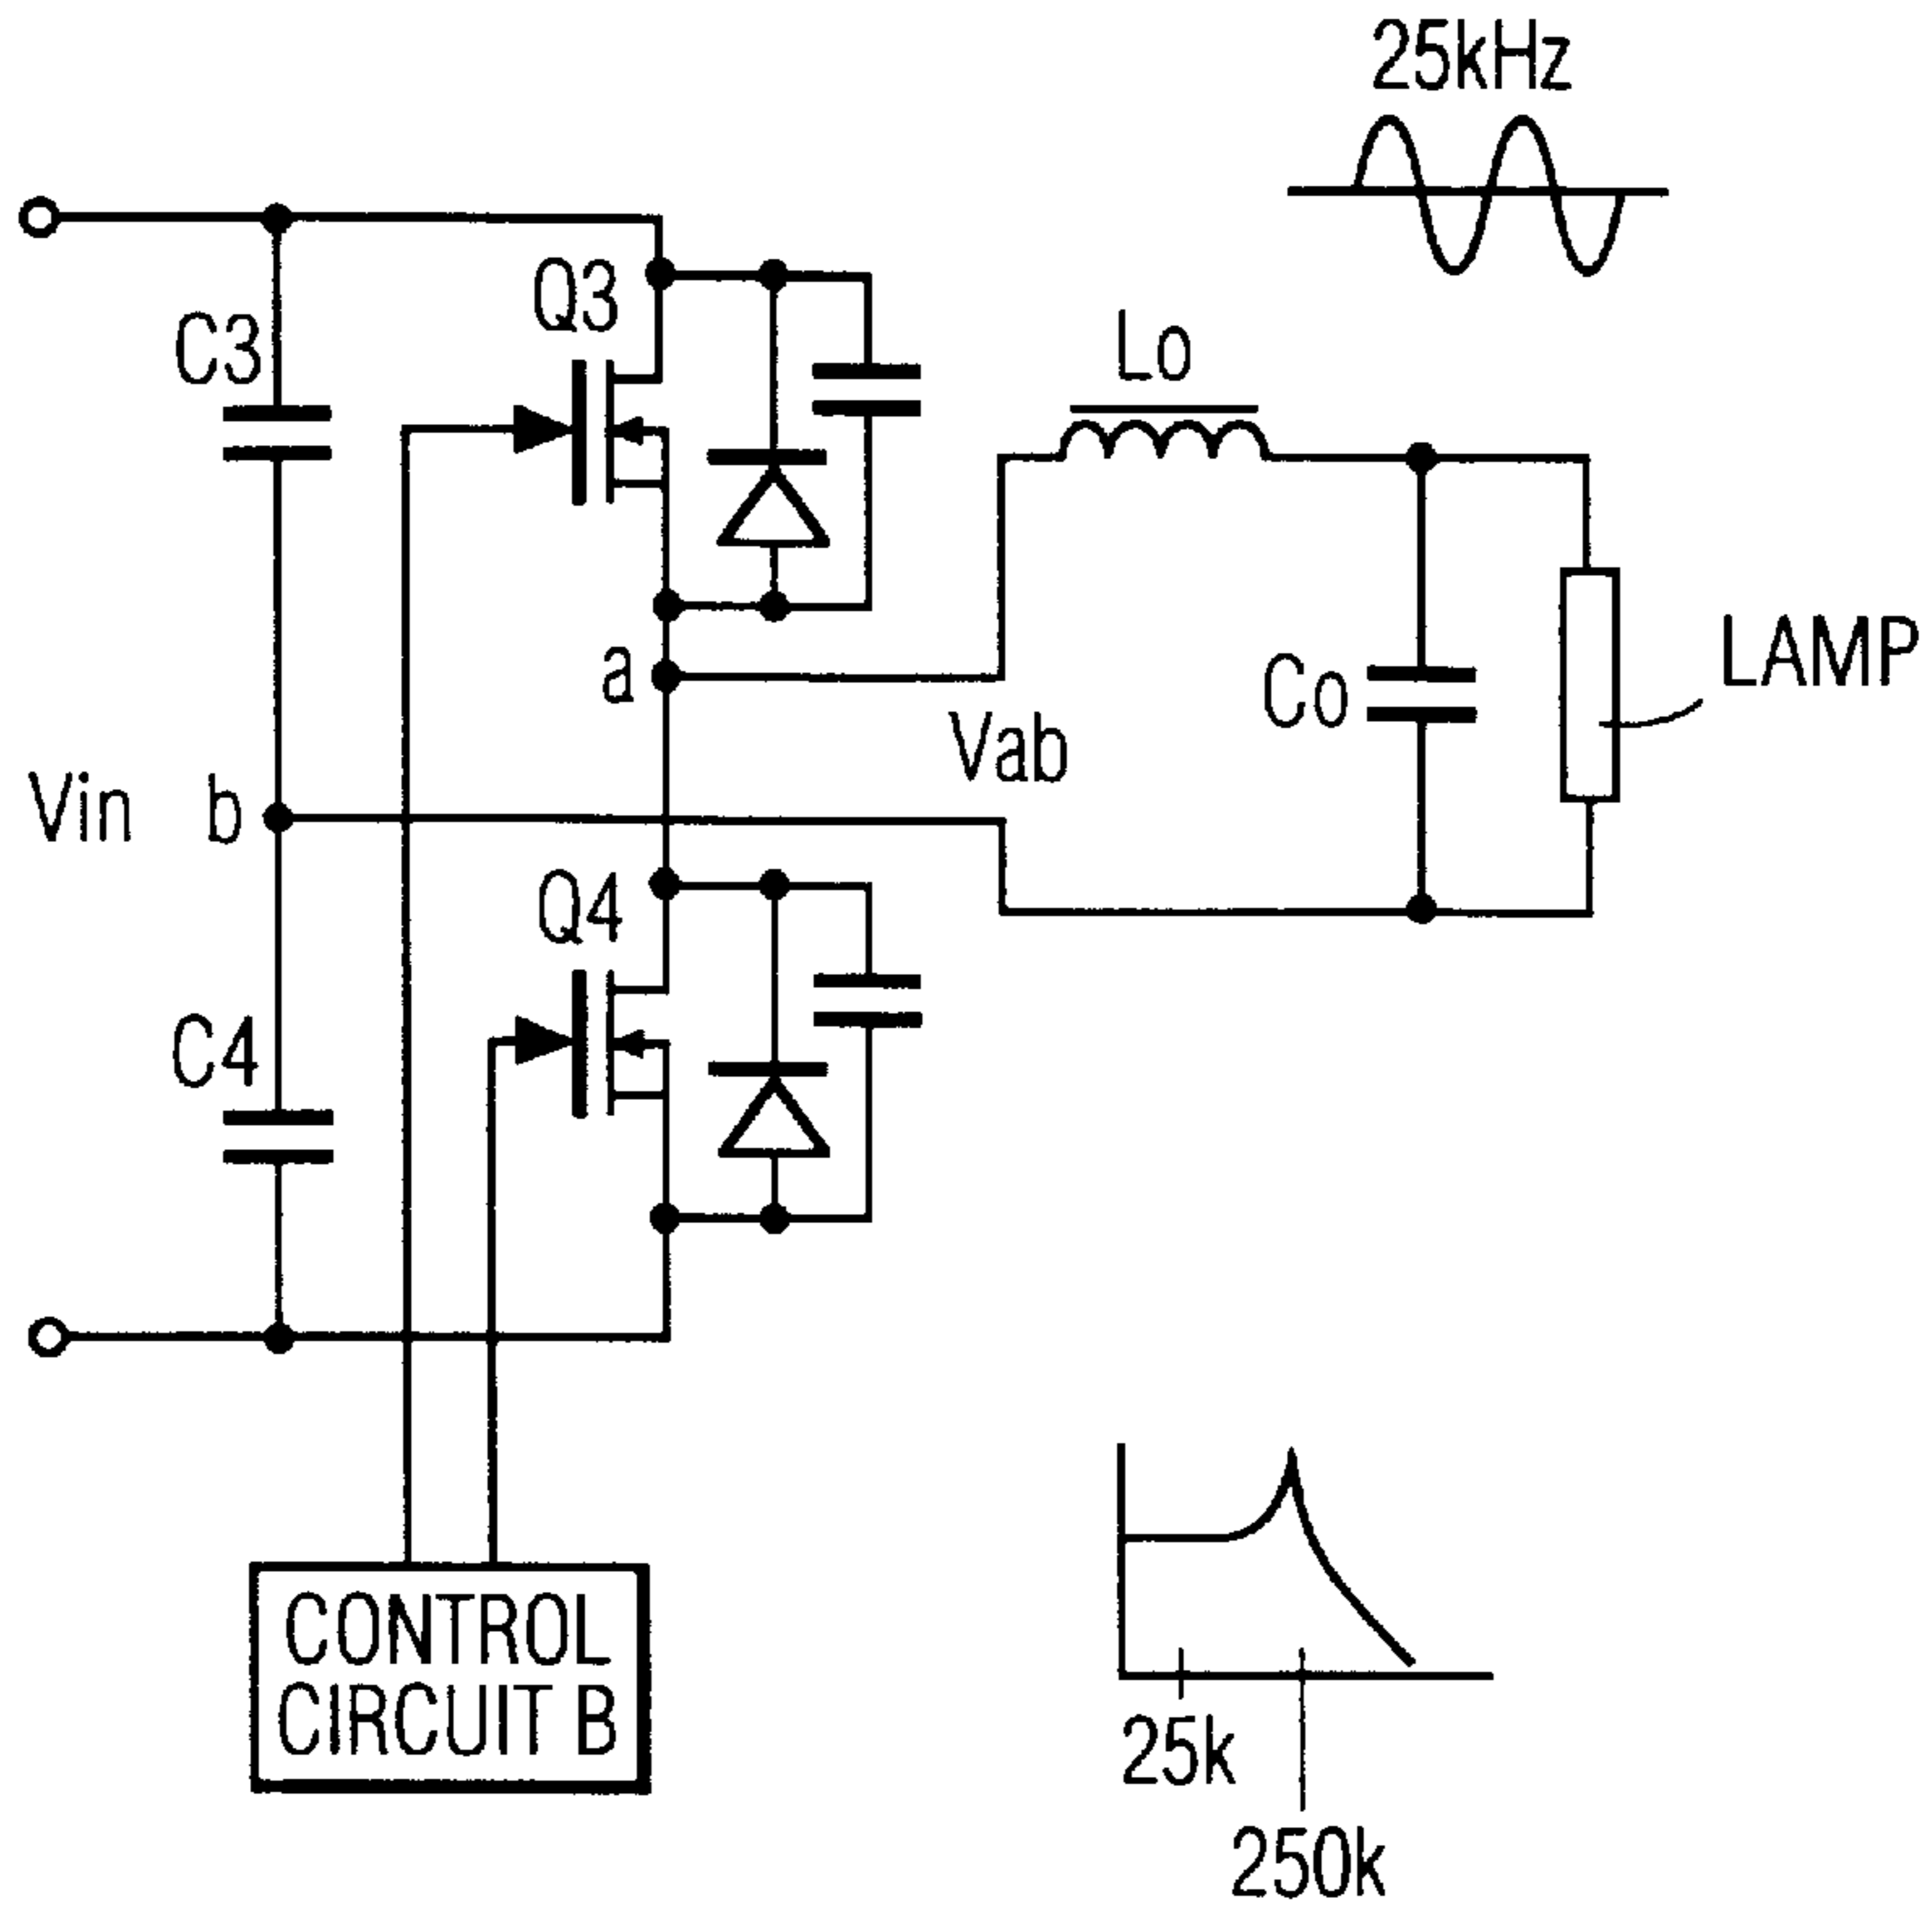 25kHz
Q3
C3
Lo
a
LAMP
Co
Vab
Vin
b
Q4
C4
CONTROL
CIRCUIT B
25k
250k